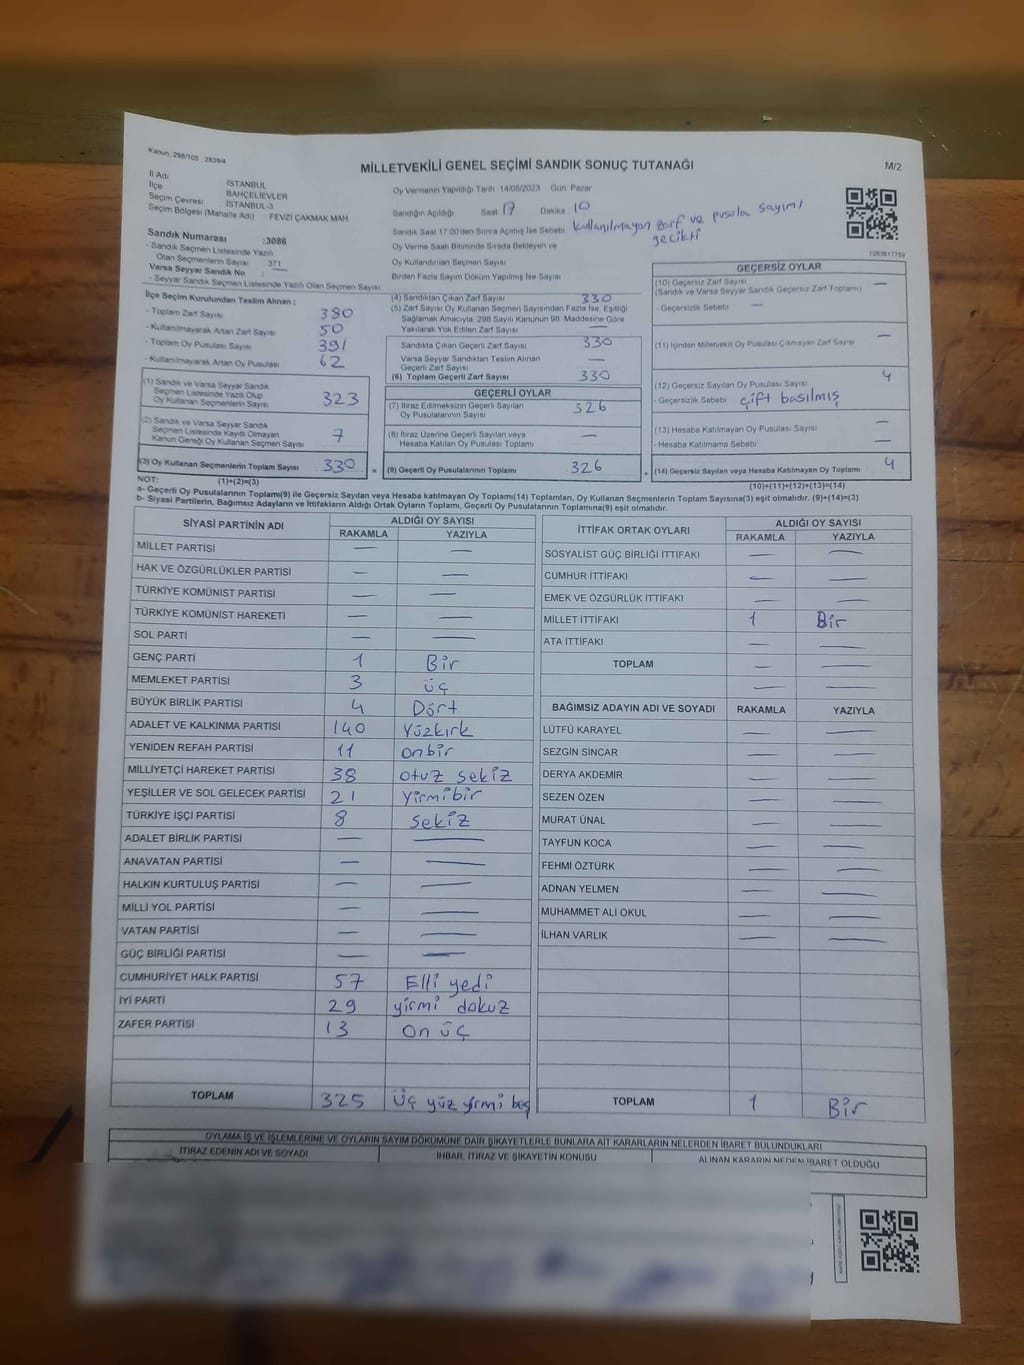 Kanun, 298/105 , 2839/4
MİLLETVEKİLİ GENEL SEÇİMİ SANDIK SONUÇ TUTANAĞI
M/2
İl Adı İSTANBUL
İlçe BAHÇELİEVLER
Seçim Çevresi İSTANBUL-3
Seçim Bölgesi (Mahalle Adı) FEVZİ ÇAKMAK MAH
Sandık Numarası :3086
- Sandık Seçmen Listesinde Yazılı
Olan Seçmenlerin Sayısı 371
Varsa Seyyar Sandık No
- Seyyar Sandık Seçmen Listesinde Yazılı Olan Seçmen Sayısı
Oy Vermenin Yapıldığı Tarih 14/05/2023 Gün Pazar
Sandığın Açıldığı Saat 17 Dakika 10
Sandık Saat 17:00'den Sonra Açılmış İse Sebebi kullanılmayan zarf ve pusula sayımı gecikti
Oy Verme Saati Bitiminde Sırada Bekleyen ve
Oy Kullandırılan Seçmen Sayısı
Birden Fazla Sayım Döküm Yapılmış İse Sayısı
1083817759
İlçe Seçim Kurulundan Teslim Alınan ;
- Toplam Zarf Sayısı 380
- Kullanılmayarak Artan Zarf Sayısı 50
- Toplam Oy Pusulası Sayısı 391
- Kullanılmayarak Artan Oy Pusulası 62
(1) Sandık ve Varsa Seyyar Sandık
Seçmen Listesinde Yazılı Olup
Oy Kullanan Seçmenlerin Sayısı 323
(2) Sandık ve Varsa Seyyar Sandık
Seçmen Listesinde Kayıtlı Olmayan
Kanun Gereği Oy Kullanan Seçmen Sayısı 7
(3) Oy Kullanan Seçmenlerin Toplam Sayısı 330
(4) Sandıktan Çıkan Zarf Sayısı 330
(5) Zarf Sayısı Oy Kullanan Seçmen Sayısından Fazla İse, Eşitliği
Sağlamak Amacıyla, 298 Sayılı Kanunun 98. Maddesine Göre
Yakılarak Yok Edilen Zarf Sayısı —
Sandıkta Çıkan Geçerli Zarf Sayısı 330
Varsa Seyyar Sandıktan Teslim Alınan
Geçerli Zarf Sayısı —
(6) Toplam Geçerli Zarf Sayısı 330
GEÇERLİ OYLAR
(7) İtiraz Edilmeksizin Geçerli Sayılan
Oy Pusulalarının Sayısı 326
(8) İtiraz Üzerine Geçerli Sayılan veya
Hesaba Katılan Oy Pusulaları Toplamı —
= (9) Geçerli Oy Pusulalarının Toplamı 326
GEÇERSİZ OYLAR
(10) Geçersiz Zarf Sayısı —
(Sandık ve Varsa Seyyar Sandık Geçersiz Zarf Toplamı)
- Geçersizlik Sebebi —
(11) İçinden Milletvekili Oy Pusulası Çıkmayan Zarf Sayısı —
(12) Geçersiz Sayılan Oy Pusulası Sayısı 4
- Geçersizlik Sebebi çift basılmış
(13) Hesaba Katılmayan Oy Pusulası Sayısı —
- Hesaba Katılmama Sebebi —
+ (14) Geçersiz Sayılan veya Hesaba Katılmayan Oy Toplamı 4
NOT: (1)+(2)=(3)
(10)+(11)+(12)+(13)=(14)
a- Geçerli Oy Pusulalarının Toplamı(9) ile Geçersiz Sayılan veya Hesaba katılmayan Oy Toplamı(14) Toplamları, Oy Kullanan Seçmenlerin Toplam Sayısına(3) eşit olmalıdır. (9)+(14)=(3)
b- Siyasi Partilerin, Bağımsız Adayların ve İttifakların Aldığı Ortak Oyların Toplamı, Geçerli Oy Pusulalarının Toplamına(9) eşit olmalıdır.
SİYASİ PARTİNİN ADI ALDIĞI OY SAYISI
RAKAMLA YAZIYLA
MİLLET PARTİSİ — —
HAK VE ÖZGÜRLÜKLER PARTİSİ — —
TÜRKİYE KOMÜNİST PARTİSİ — —
TÜRKİYE KOMÜNİST HAREKETİ — —
SOL PARTİ — —
GENÇ PARTİ 1 Bir
MEMLEKET PARTİSİ 3 üç
BÜYÜK BİRLİK PARTİSİ 4 Dört
ADALET VE KALKINMA PARTİSİ 140 Yüzkırk
YENİDEN REFAH PARTİSİ 11 onbir
MİLLİYETÇİ HAREKET PARTİSİ 38 otuz sekiz
YEŞİLLER VE SOL GELECEK PARTİSİ 21 Yirmibir
TÜRKİYE İŞÇİ PARTİSİ 8 sekiz
ADALET BİRLİK PARTİSİ — —
ANAVATAN PARTİSİ — —
HALKIN KURTULUŞ PARTİSİ — —
MİLLİ YOL PARTİSİ — —
VATAN PARTİSİ — —
GÜÇ BİRLİĞİ PARTİSİ — —
CUMHURİYET HALK PARTİSİ 57 Elli yedi
İYİ PARTİ 29 yirmi dokuz
ZAFER PARTİSİ 13 On üç
TOPLAM 325 üç yüz yirmi beş
İTTİFAK ORTAK OYLARI ALDIĞI OY SAYISI
RAKAMLA YAZIYLA
SOSYALİST GÜÇ BİRLİĞİ İTTİFAKI — —
CUMHUR İTTİFAKI — —
EMEK VE ÖZGÜRLÜK İTTİFAKI — —
MİLLET İTTİFAKI 1 Bir
ATA İTTİFAKI — —
TOPLAM — —
— —
BAĞIMSIZ ADAYIN ADI VE SOYADI RAKAMLA YAZIYLA
LÜTFÜ KARAYEL — —
SEZGİN SİNCAR — —
DERYA AKDEMİR — —
SEZEN ÖZEN — —
MURAT ÜNAL — —
TAYFUN KOCA — —
FEHMİ ÖZTÜRK — —
ADNAN YELMEN — —
MUHAMMET ALİ OKUL — —
İLHAN VARLIK — —
TOPLAM 1 Bir
OYLAMA İŞ VE İŞLEMLERİNE VE OYLARIN SAYIM DÖKÜMÜNE DAİR ŞİKAYETLERLE BUNLARA AİT KARARLARIN NELERDEN İBARET BULUNDUKLARI
İTİRAZ EDENİN ADI VE SOYADI İHBAR, İTİRAZ VE ŞİKAYETİN KONUSU ALINAN KARARIN NEDEN İBARET OLDUĞU